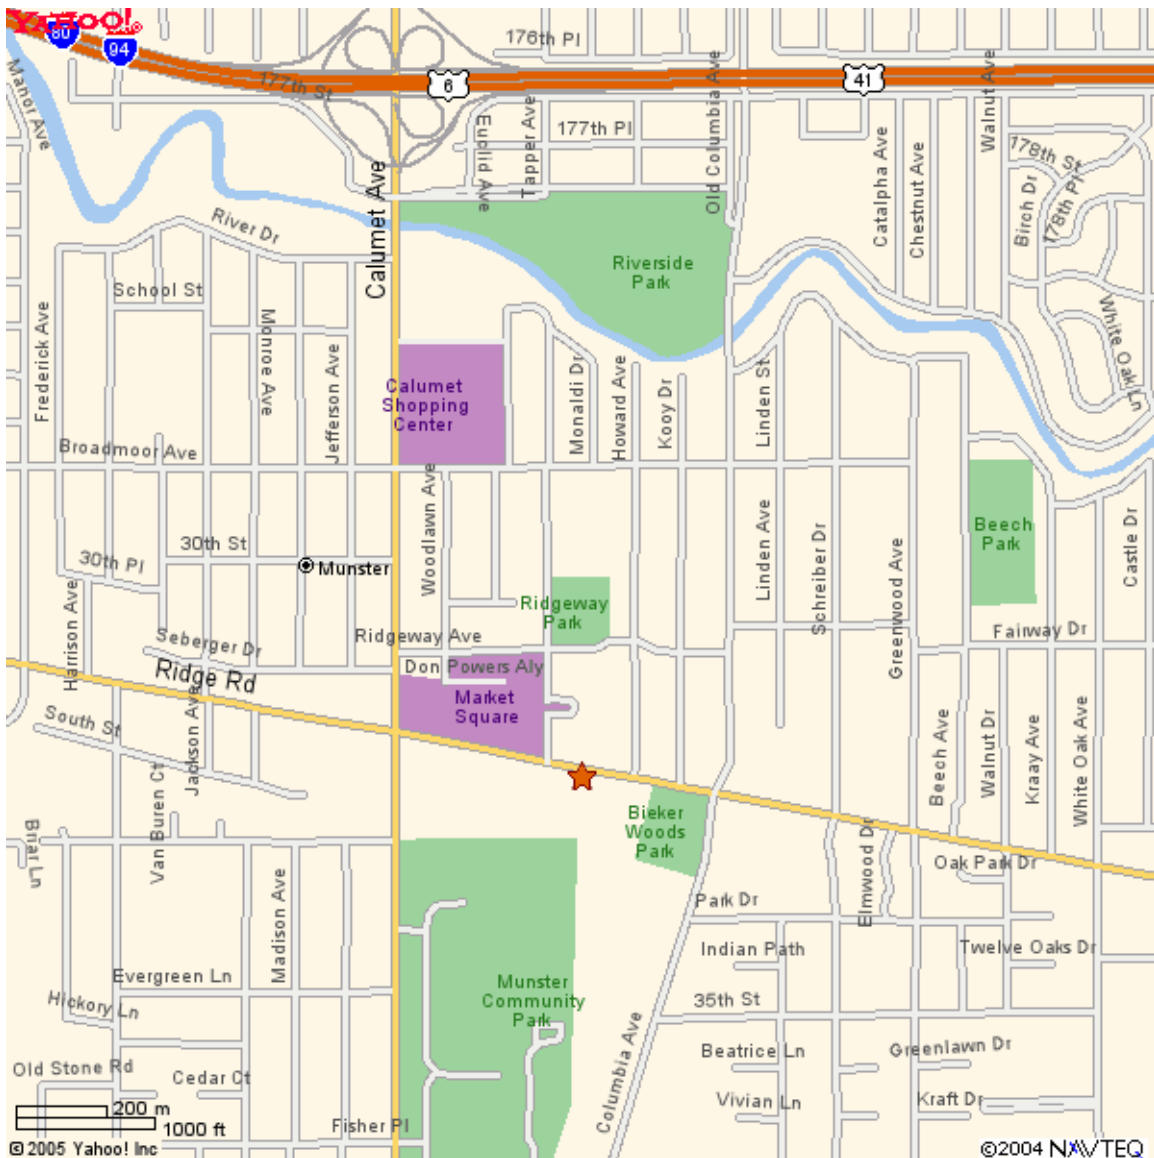 YAHOO!®
80
94
176th Pl
Manor Ave
177th St
6
41
Euclid Ave
Tapper Ave
177th Pl
Old Columbia Ave
Catalpha Ave
Chestnut Ave
Walnut Ave
178th St
Birch Dr
178th Pl
Calumet Ave
River Dr
Riverside
Park
School St
Frederick Ave
Monroe Ave
Jefferson Ave
Calumet
Shopping
Center
Monaldi Dr
Howard Ave
Kooy Dr
Linden St
White Oak Ln
Broadmoor Ave
Woodlawn Ave
30th St
30th Pl
Munster
Linden Ave
Schreiber Dr
Greenwood Ave
Beech
Park
Castle Dr
Harrison Ave
Ridgeway
Park
Seberger Dr
Ridgeway Ave
Fairway Dr
Ridge Rd
Don Powers Aly
Market
Square
South St
Jackson Ave
Van Buren Ct
Beech Ave
Walnut Dr
Kraay Ave
White Oak Ave
Briar Ln
Bieker
Woods
Park
Elmwood Dr
Oak Park Dr
Madison Ave
Park Dr
Indian Path
Twelve Oaks Dr
Evergreen Ln
Hickory Ln
Munster
Community
Park
35th St
Columbia Ave
Beatrice Ln
Greenlawn Dr
Old Stone Rd
Cedar Ct
Vivian Ln
Kraft Dr
200 m
1000 ft
Fisher Pl
©2005 Yahoo! Inc
©2004 NAVTEQ